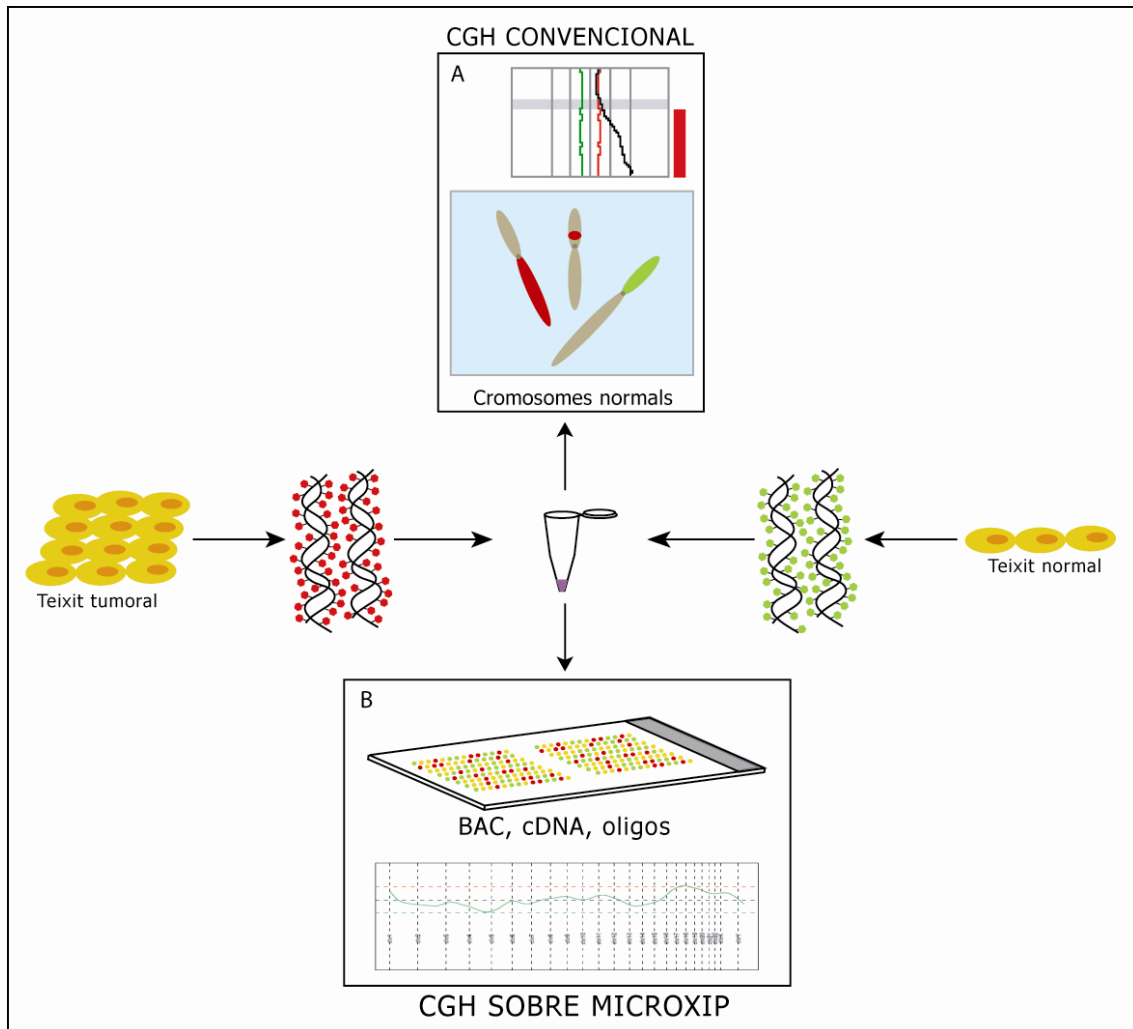 CGH CONVENCIONAL
A
Cromosomes normals
Teixit tumoral
Teixit normal
B
BAC, cDNA, oligos
CGH SOBRE MICROXIP